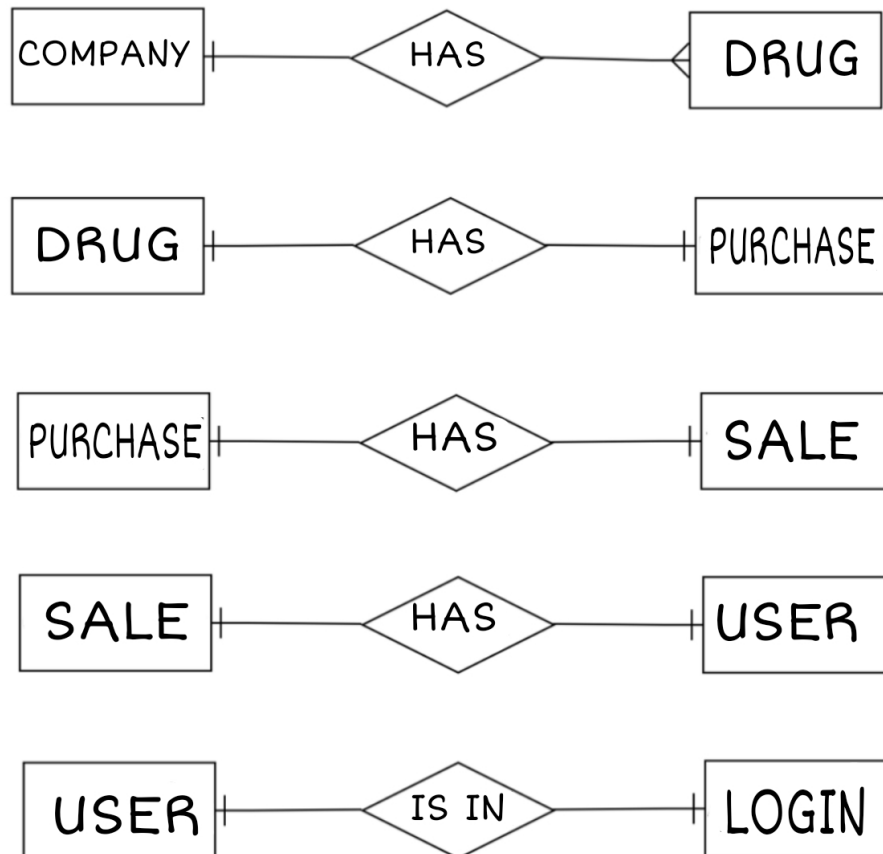 COMPANY HAS DRUG
DRUG HAS PURCHASE
PURCHASE HAS SALE
SALE HAS USER
USER IS IN LOGIN